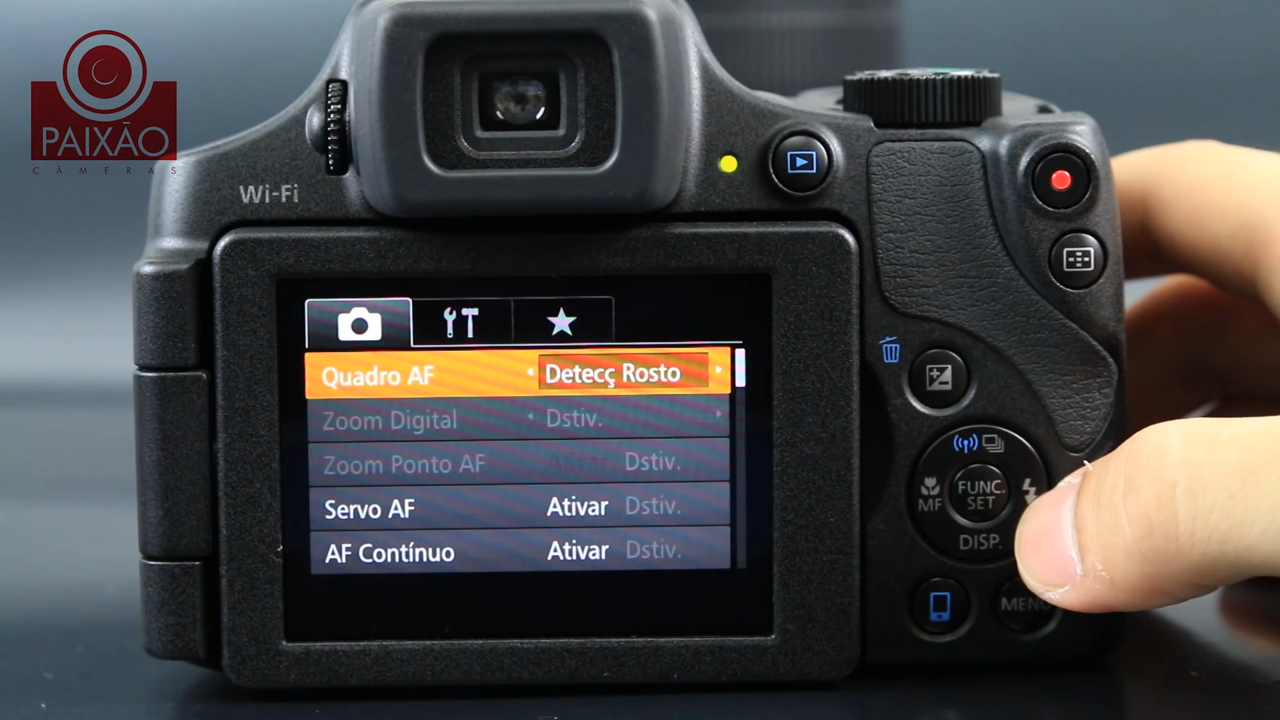 PAIXÃO
CÂMERAS
Wi-Fi
Quadro AF Detecç Rosto
Zoom Digital Dstiv.
Zoom Ponto AF Ativar Dstiv.
Servo AF Ativar Dstiv.
AF Contínuo Ativar Dstiv.
FUNC.
SET
MF
DISP.
MENU